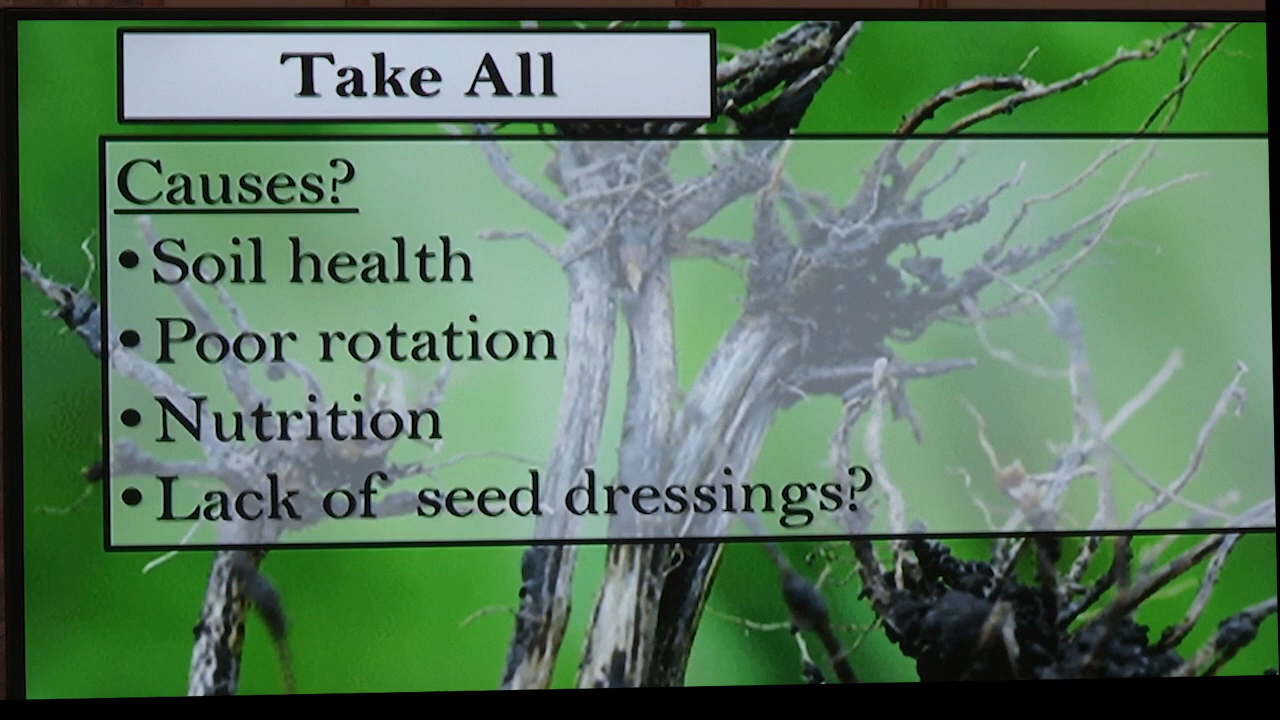 Take All
Causes?
• Soil health
• Poor rotation
• Nutrition
• Lack of seed dressings?